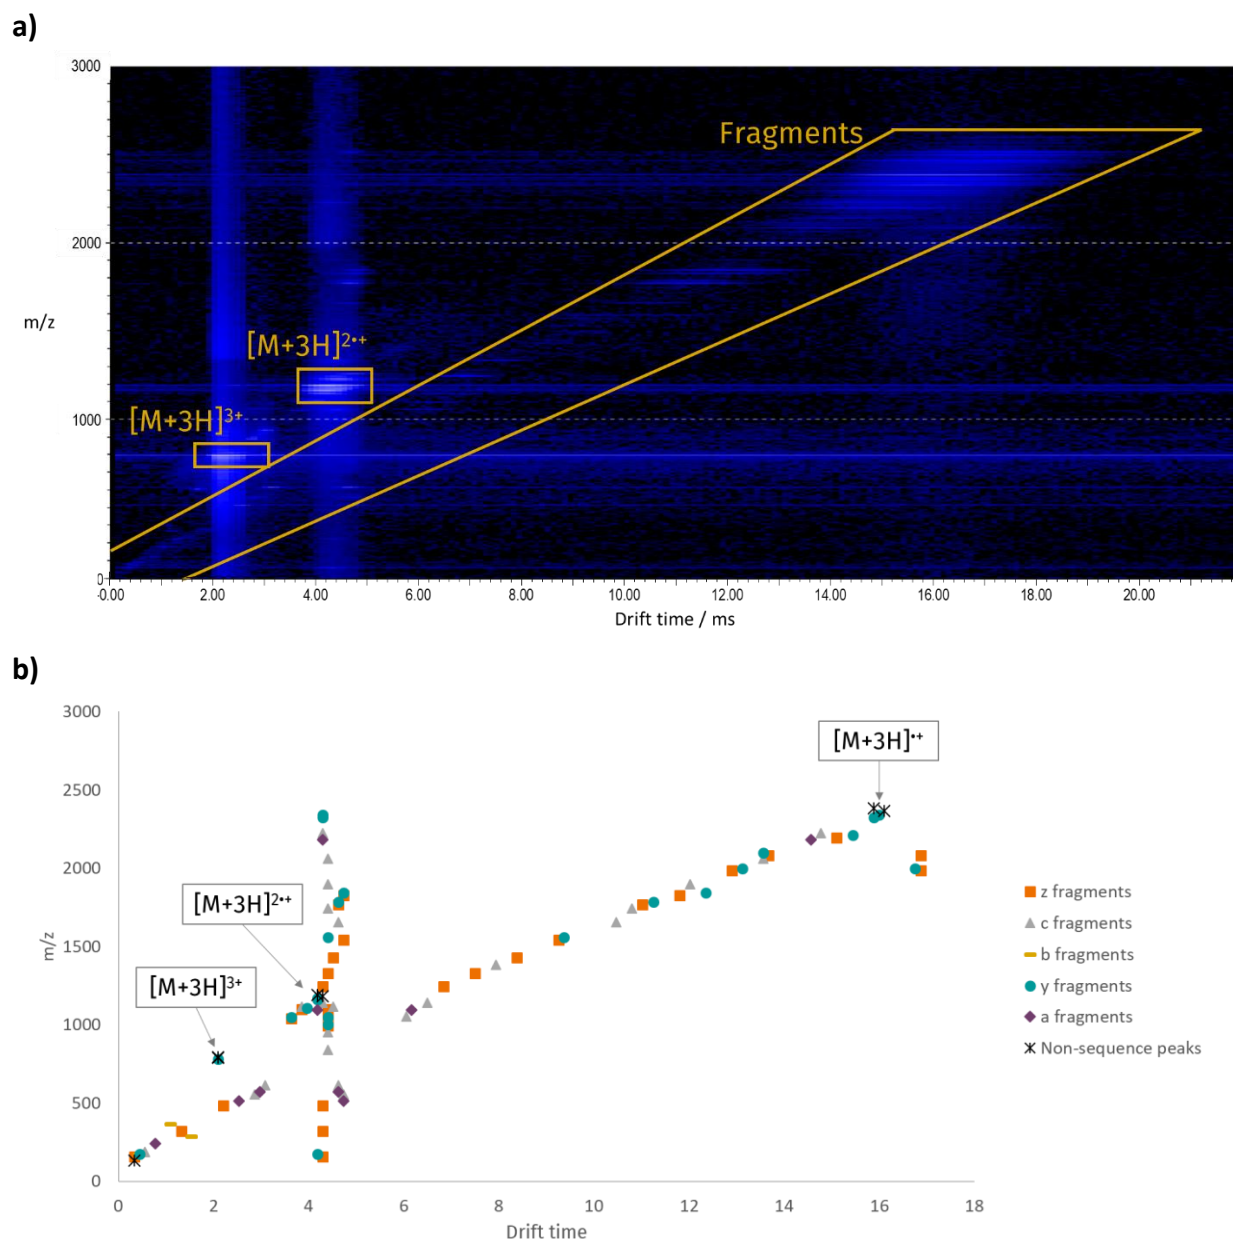 a)
3000
Fragments
2000
m/z
[M+3H]²•⁺
[M+3H]³⁺
1000
0
-0.00 2.00 4.00 6.00 8.00 10.00 12.00 14.00 16.00 18.00 20.00
Drift time / ms
b)
3000
[M+3H]•⁺
2500
2000
[M+3H]²•⁺
m/z
1500
[M+3H]³⁺
1000
500
0
0 2 4 6 8 10 12 14 16 18
Drift time
z fragments
c fragments
b fragments
y fragments
a fragments
Non-sequence peaks